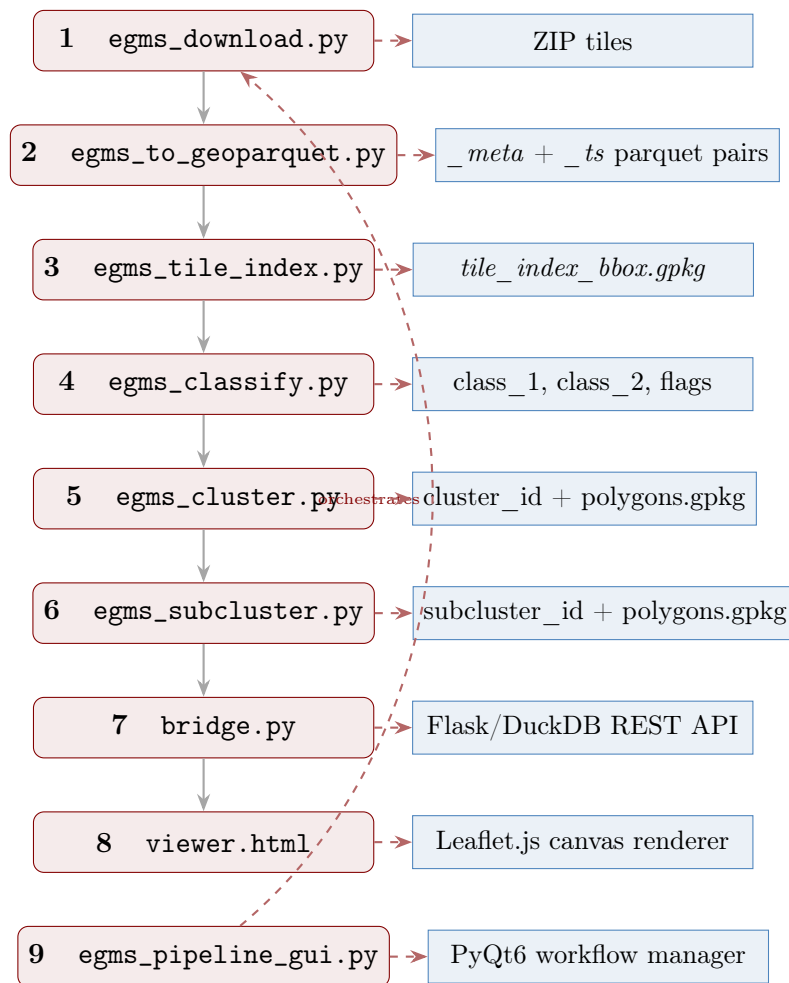 1 egms_download.py ZIP tiles
2 egms_to_geoparquet.py _meta + _ts parquet pairs
3 egms_tile_index.py tile_index_bbox.gpkg
4 egms_classify.py class_1, class_2, flags
5 egms_cluster.py orchestrates cluster_id + polygons.gpkg
6 egms_subcluster.py subcluster_id + polygons.gpkg
7 bridge.py Flask/DuckDB REST API
8 viewer.html Leaflet.js canvas renderer
9 egms_pipeline_gui.py PyQt6 workflow manager